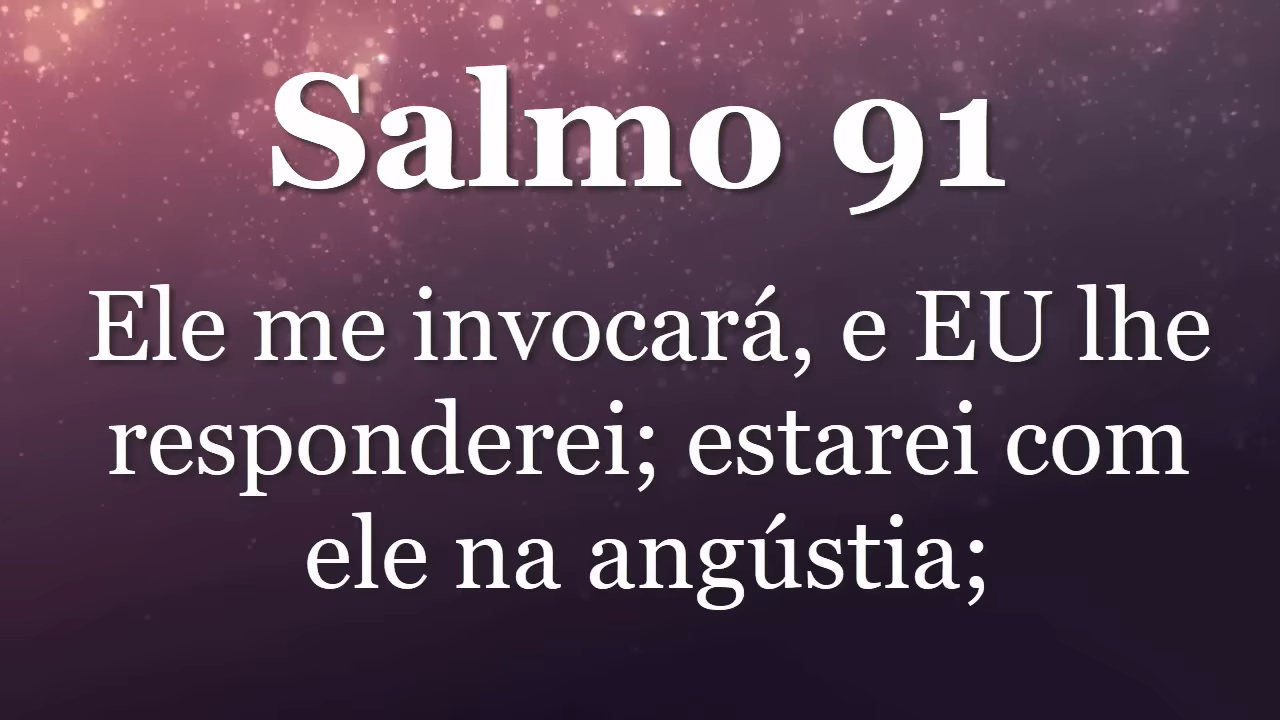 Salmo 91
Ele me invocará, e EU lhe
responderei; estarei com
ele na angústia;